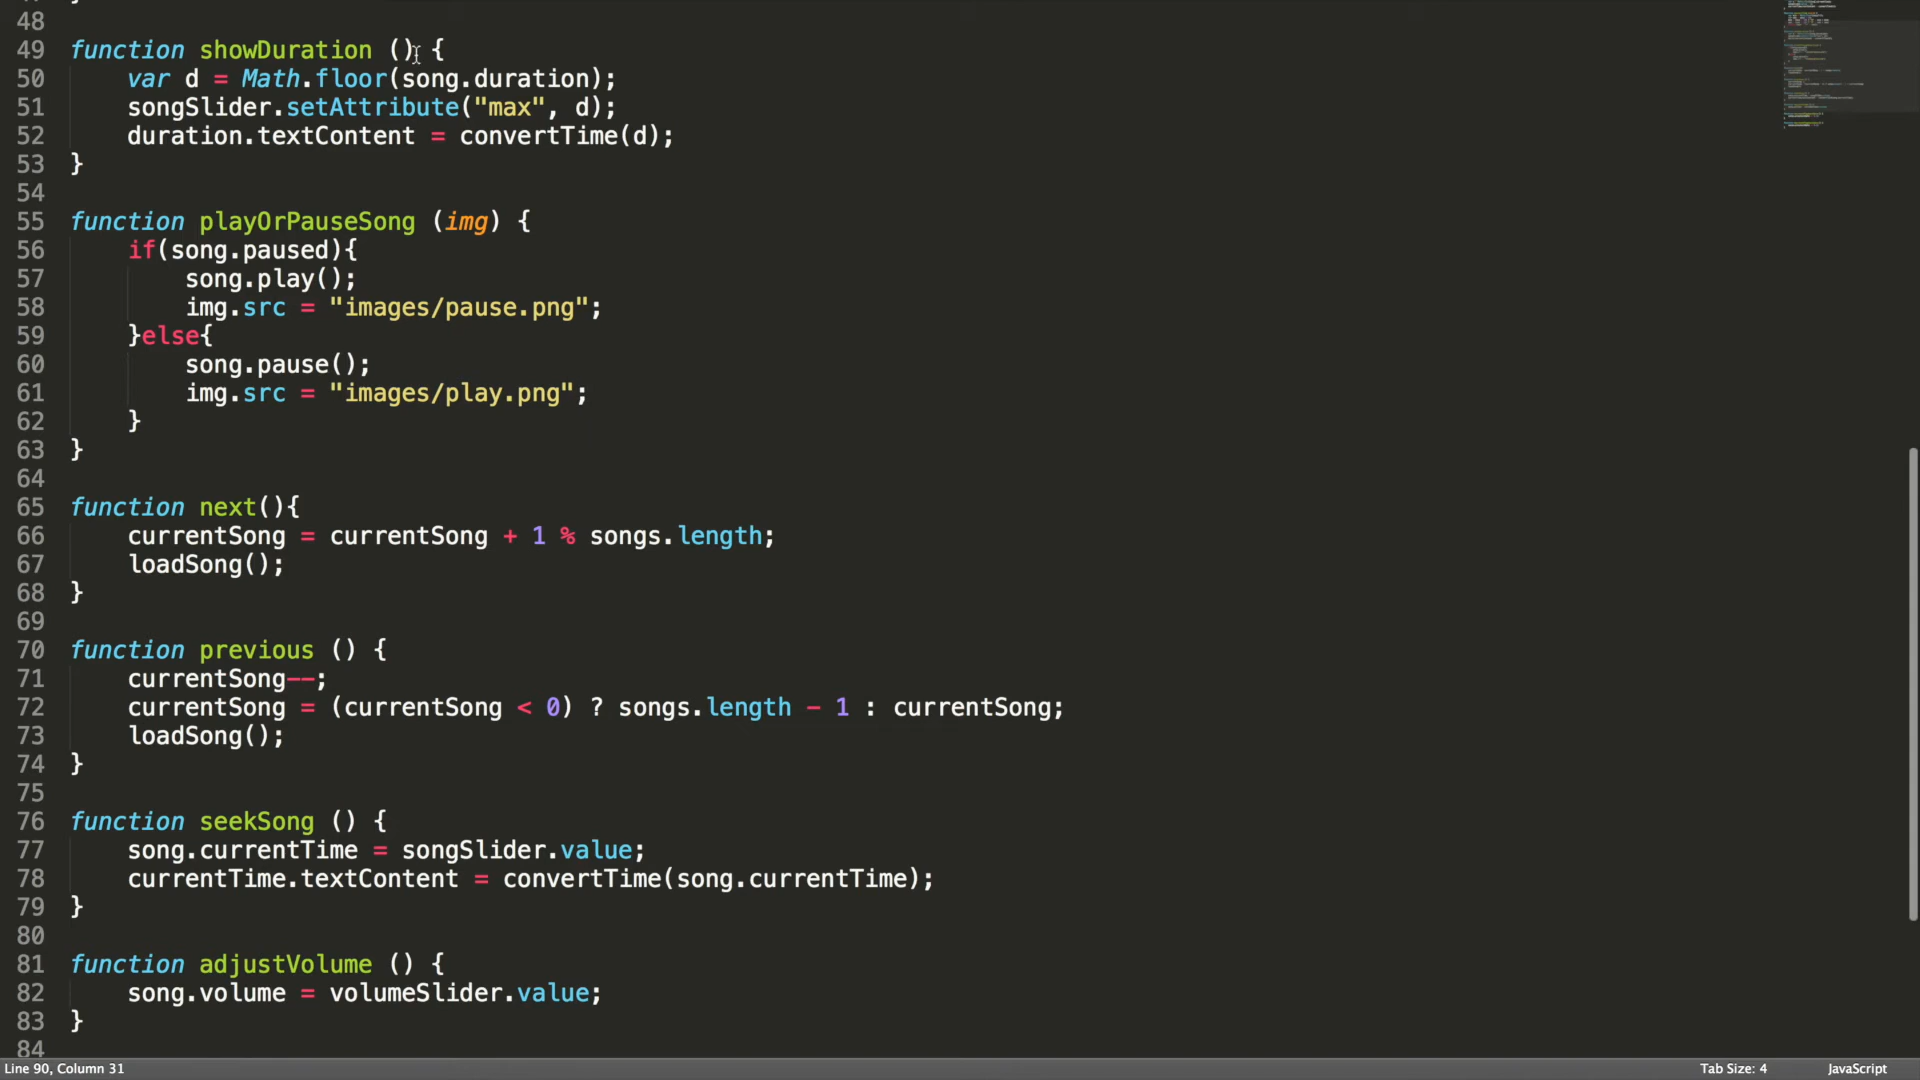 48
49 function showDuration () {
50 var d = Math.floor(song.duration);
51 songSlider.setAttribute("max", d);
52 duration.textContent = convertTime(d);
53 }
54
55 function playOrPauseSong (img) {
56 if(song.paused){
57 song.play();
58 img.src = "images/pause.png";
59 }else{
60 song.pause();
61 img.src = "images/play.png";
62 }
63 }
64
65 function next(){
66 currentSong = currentSong + 1 % songs.length;
67 loadSong();
68 }
69
70 function previous () {
71 currentSong--;
72 currentSong = (currentSong < 0) ? songs.length - 1 : currentSong;
73 loadSong();
74 }
75
76 function seekSong () {
77 song.currentTime = songSlider.value;
78 currentTime.textContent = convertTime(song.currentTime);
79 }
80
81 function adjustVolume () {
82 song.volume = volumeSlider.value;
83 }
84
Line 90, Column 31
Tab Size: 4
JavaScript